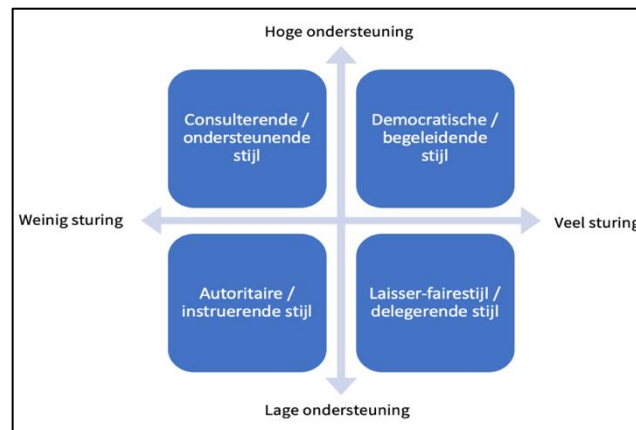 Hoge ondersteuning
Consulterende /
ondersteunende
stijl
Democratische /
begeleidende
stijl
Weinig sturing
Veel sturing
Autoritaire /
instruerende stijl
Laisser-fairestijl /
delegerende stijl
Lage ondersteuning